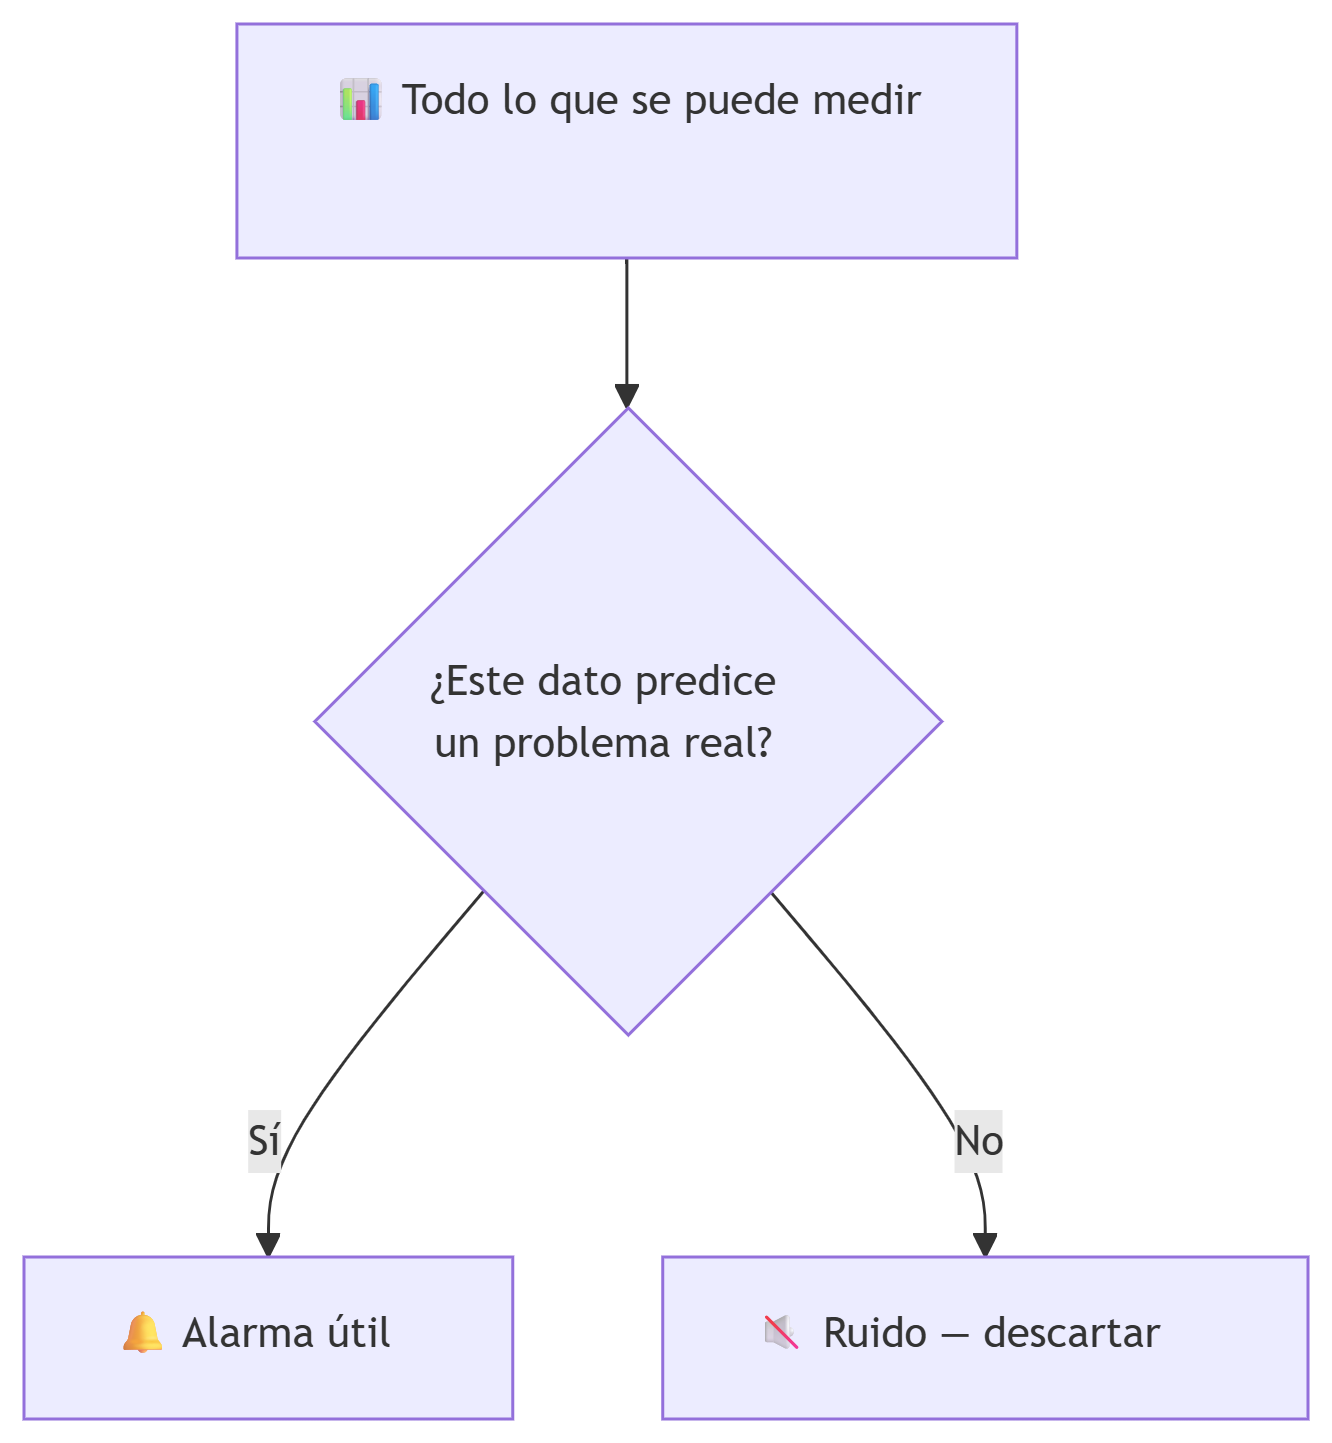 📊 Todo lo que se puede medir
¿Este dato predice
un problema real?
Sí
No
🔔 Alarma útil
🔇 Ruido — descartar